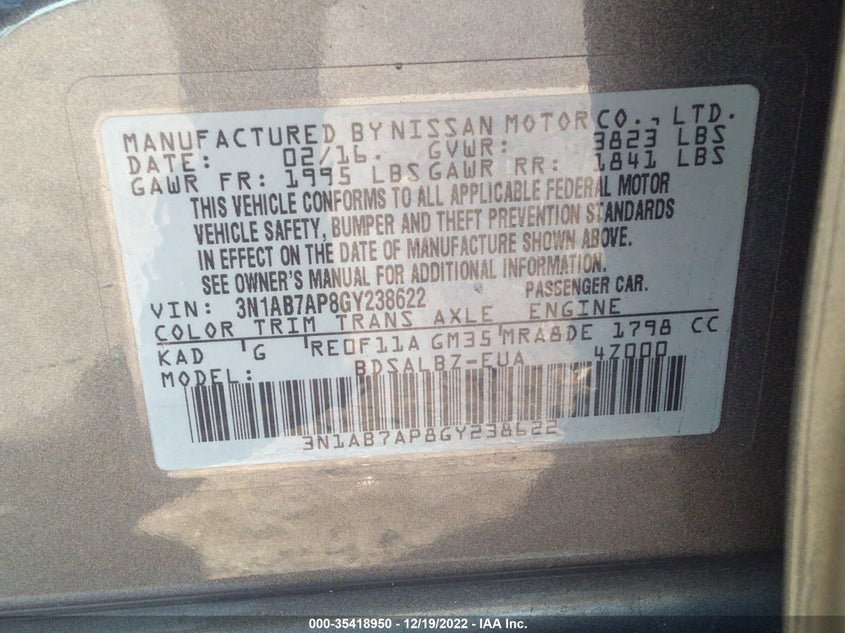 MANUFACTURED BY NISSAN MOTOR CO., LTD.
DATE: 02/16. GVWR: 3823 LBS
GAWR FR: 1995 LBS GAWR RR: 1841 LBS
THIS VEHICLE CONFORMS TO ALL APPLICABLE FEDERAL MOTOR
VEHICLE SAFETY, BUMPER AND THEFT PREVENTION STANDARDS
IN EFFECT ON THE DATE OF MANUFACTURE SHOWN ABOVE.
SEE OWNER'S MANUAL FOR ADDITIONAL INFORMATION.
VIN: 3N1AB7AP8GY238622 PASSENGER CAR.
COLOR TRIM TRANS AXLE ENGINE
KAD G RE0F11A GM35 MRA8DE 1798 CC
MODEL: BDSALBZ-EUA 47000
3N1AB7AP8GY238622
000-35418950 - 12/19/2022 - IAA Inc.